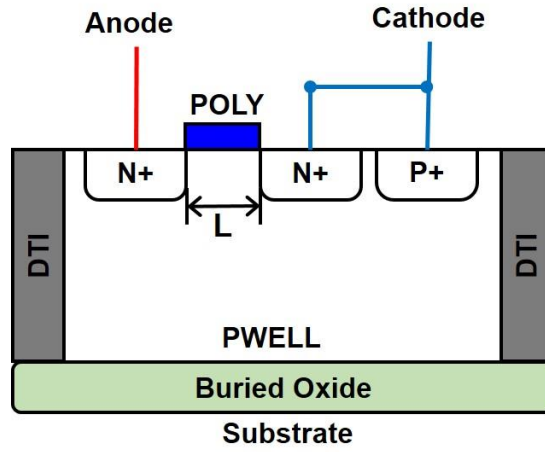 Anode
Cathode
POLY
N+
N+
P+
L
DTI
DTI
PWELL
Buried Oxide
Substrate